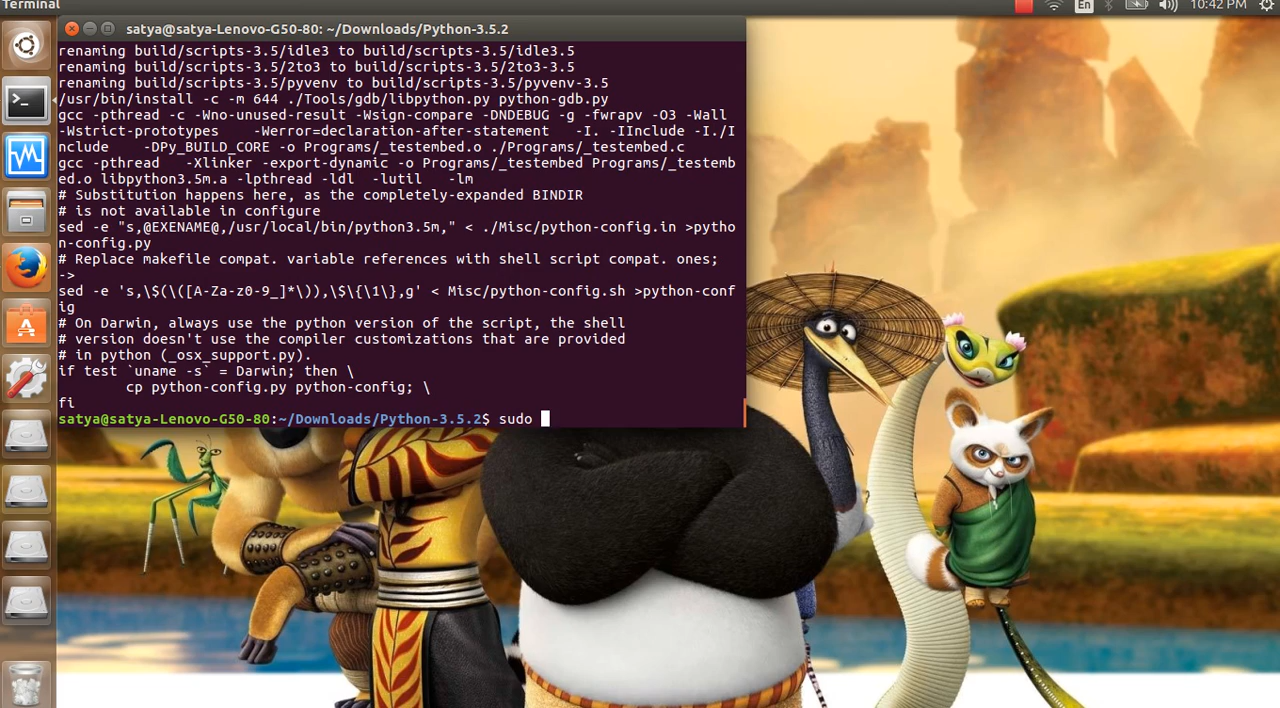 Terminal
En
10:42 PM
satya@satya-Lenovo-G50-80: ~/Downloads/Python-3.5.2
renaming build/scripts-3.5/idle3 to build/scripts-3.5/idle3.5
renaming build/scripts-3.5/2to3 to build/scripts-3.5/2to3-3.5
renaming build/scripts-3.5/pyvenv to build/scripts-3.5/pyvenv-3.5
/usr/bin/install -c -m 644 ./Tools/gdb/libpython.py python-gdb.py
gcc -pthread -c -Wno-unused-result -Wsign-compare -DNDEBUG -g -fwrapv -O3 -Wall
-Wstrict-prototypes    -Werror=declaration-after-statement   -I. -IInclude -I./I
nclude    -DPy_BUILD_CORE -o Programs/_testembed.o ./Programs/_testembed.c
gcc -pthread   -Xlinker -export-dynamic -o Programs/_testembed Programs/_testemb
ed.o libpython3.5m.a -lpthread -ldl  -lutil   -lm
# Substitution happens here, as the completely-expanded BINDIR
# is not available in configure
sed -e "s,@EXENAME@,/usr/local/bin/python3.5m," < ./Misc/python-config.in >pytho
n-config.py
# Replace makefile compat. variable references with shell script compat. ones;
->
sed -e 's,\$(\([A-Za-z0-9_]*\)),\$\{\1\},g' < Misc/python-config.sh >python-conf
ig
# On Darwin, always use the python version of the script, the shell
# version doesn't use the compiler customizations that are provided
# in python (_osx_support.py).
if test `uname -s` = Darwin; then \
        cp python-config.py python-config; \
fi
satya@satya-Lenovo-G50-80:~/Downloads/Python-3.5.2$ sudo